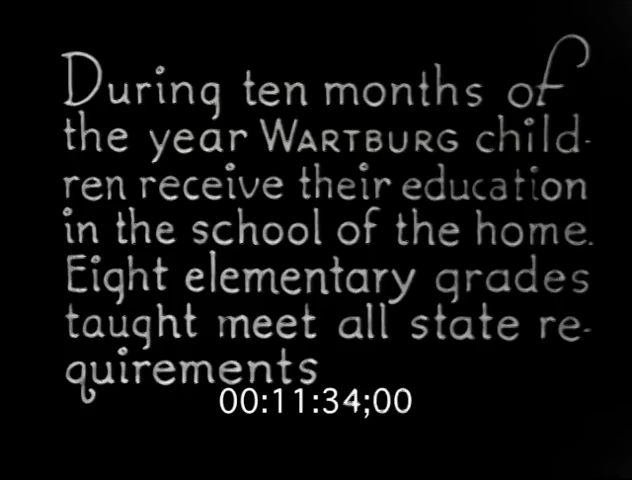 During ten months of
the year WARTBURG child-
ren receive their education
in the school of the home.
Eight elementary grades
taught meet all state re-
quirements
00:11:34;00